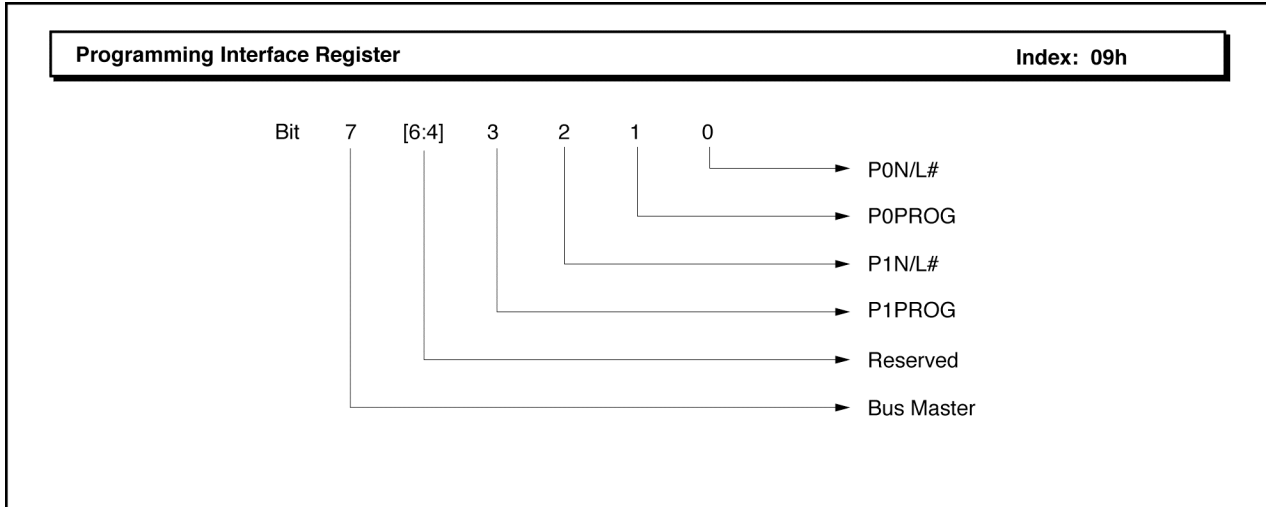 Programming Interface Register Index: 09h
Bit 7 [6:4] 3 2 1 0
P0N/L#
P0PROG
P1N/L#
P1PROG
Reserved
Bus Master